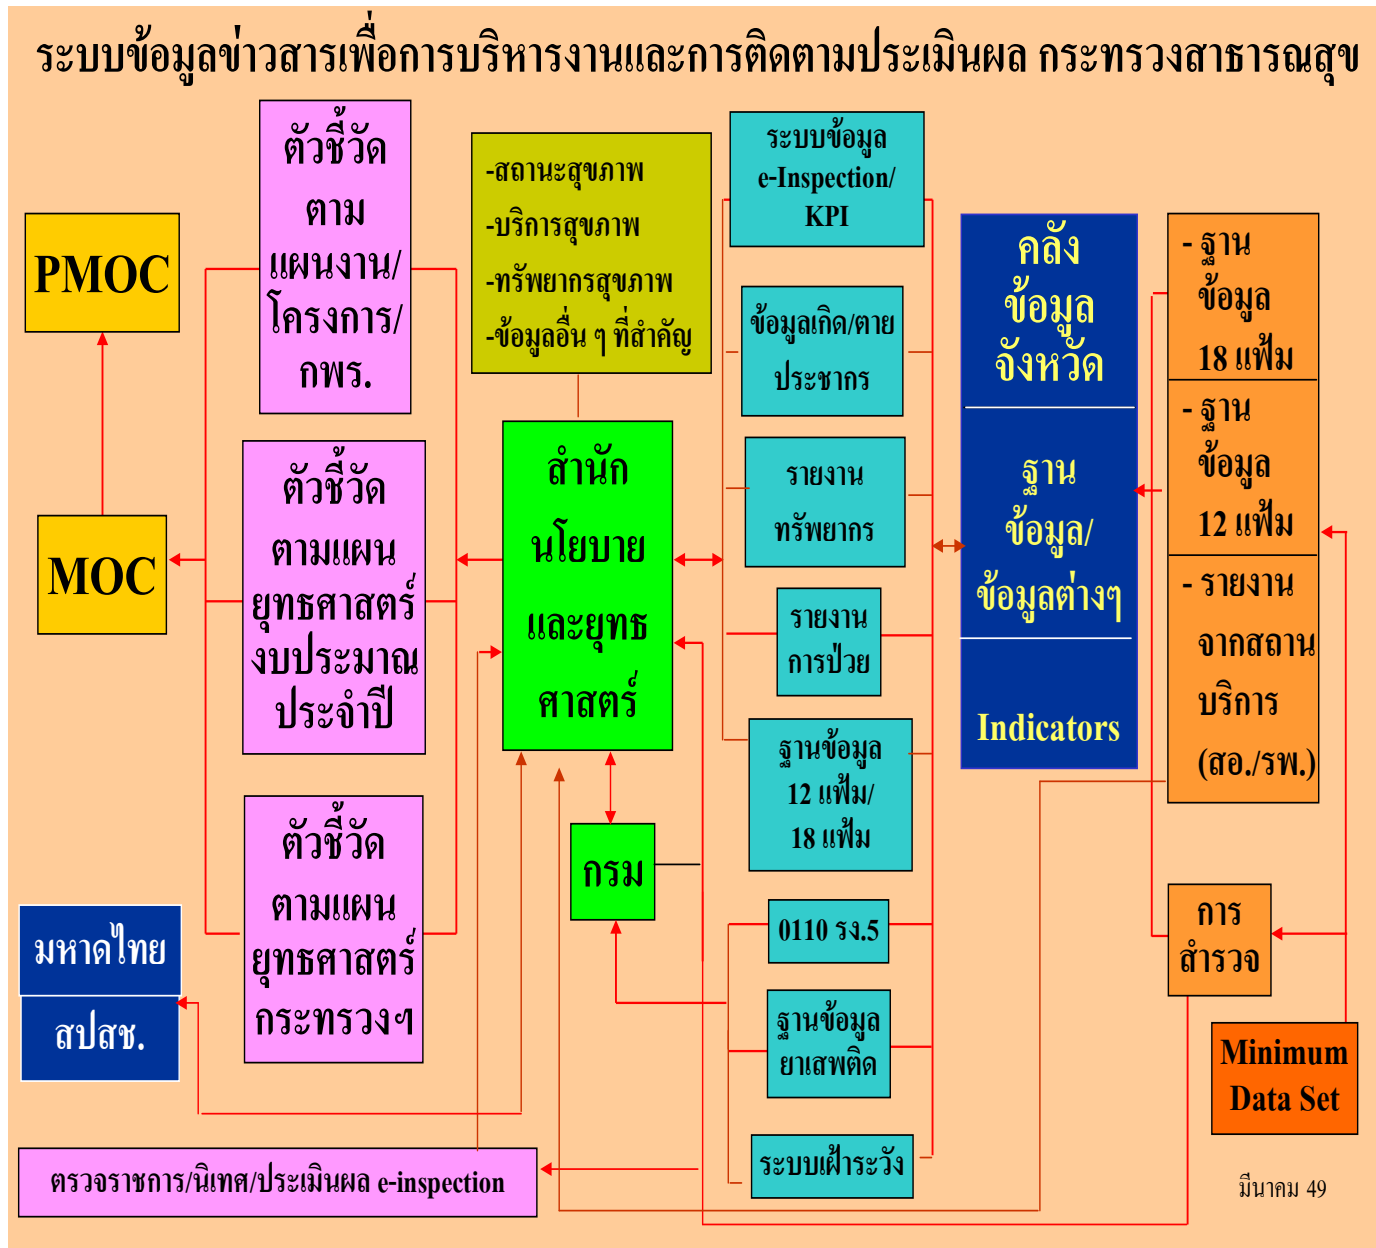 ระบบข้อมูลข่าวสารเพื่อการบริหารงานและการติดตามประเมินผล กระทรวงสาธารณสุข
PMOC
MOC
ตัวชี้วัด
ตาม
แผนงาน/
โครงการ/
กพร.
ตัวชี้วัด
ตามแผน
ยุทธศาสตร์
งบประมาณ
ประจำปี
ตัวชี้วัด
ตามแผน
ยุทธศาสตร์
กระทรวงฯ
มหาดไทย
สปสช.
ตรวจราชการ/นิเทศ/ประเมินผล e-inspection
-สถานะสุขภาพ
-บริการสุขภาพ
-ทรัพยากรสุขภาพ
-ข้อมูลอื่น ๆ ที่สำคัญ
สำนัก
นโยบาย
และยุทธ
ศาสตร์
กรม
ระบบข้อมูล
e-Inspection/
KPI
ข้อมูลเกิด/ตาย
ประชากร
รายงาน
ทรัพยากร
รายงาน
การป่วย
ฐานข้อมูล
12 แฟ้ม/
18 แฟ้ม
0110 รง.5
ฐานข้อมูล
ยาเสพติด
ระบบเฝ้าระวัง
คลัง
ข้อมูล
จังหวัด
ฐาน
ข้อมูล/
ข้อมูลต่างๆ
Indicators
- ฐาน
ข้อมูล
18 แฟ้ม
- ฐาน
ข้อมูล
12 แฟ้ม
- รายงาน
จากสถาน
บริการ
(สอ./รพ.)
การ
สำรวจ
Minimum
Data Set
มีนาคม 49